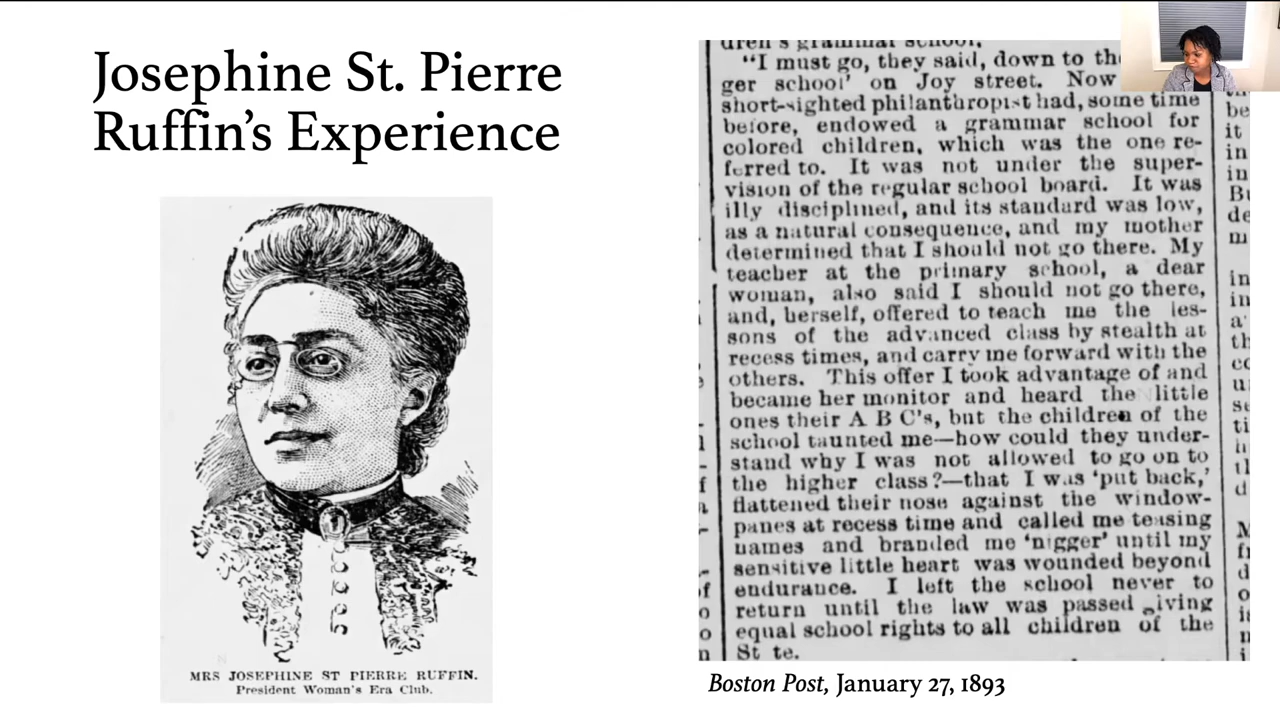 Josephine St. Pierre
Ruffin's Experience
MRS JOSEPHINE ST PIERRE RUFFIN.
President Woman's Era Club.
dren's grammar school.
"I must go, they said, down to
ger school' on Joy street. Now
short-sighted philanthropist had, some time
before, endowed a grammar school for
colored children, which was the one re-
ferred to. It was not under the super-
vision of the regular school board. It was
illy disciplined, and its standard was low,
as a natural consequence, and my mother
determined that I should not go there. My
teacher at the primary school, a dear
woman, also said I should not go there,
and, herself, offered to teach me the les-
sons of the advanced class by stealth at
recess times, and carry me forward with the
others. This offer I took advantage of and
became her monitor and heard the little
ones their A B C's, but the children of the
school taunted me—how could they under-
stand why I was not allowed to go on to
the higher class?—that I was 'put back,'
flattened their nose against the window-
panes at recess time and called me teasing
names and branded me 'nigger' until my
sensitive little heart was wounded beyond
endurance. I left the school never to
return until the law was passed giving
equal school rights to all children of the
St te.
Boston Post, January 27, 1893